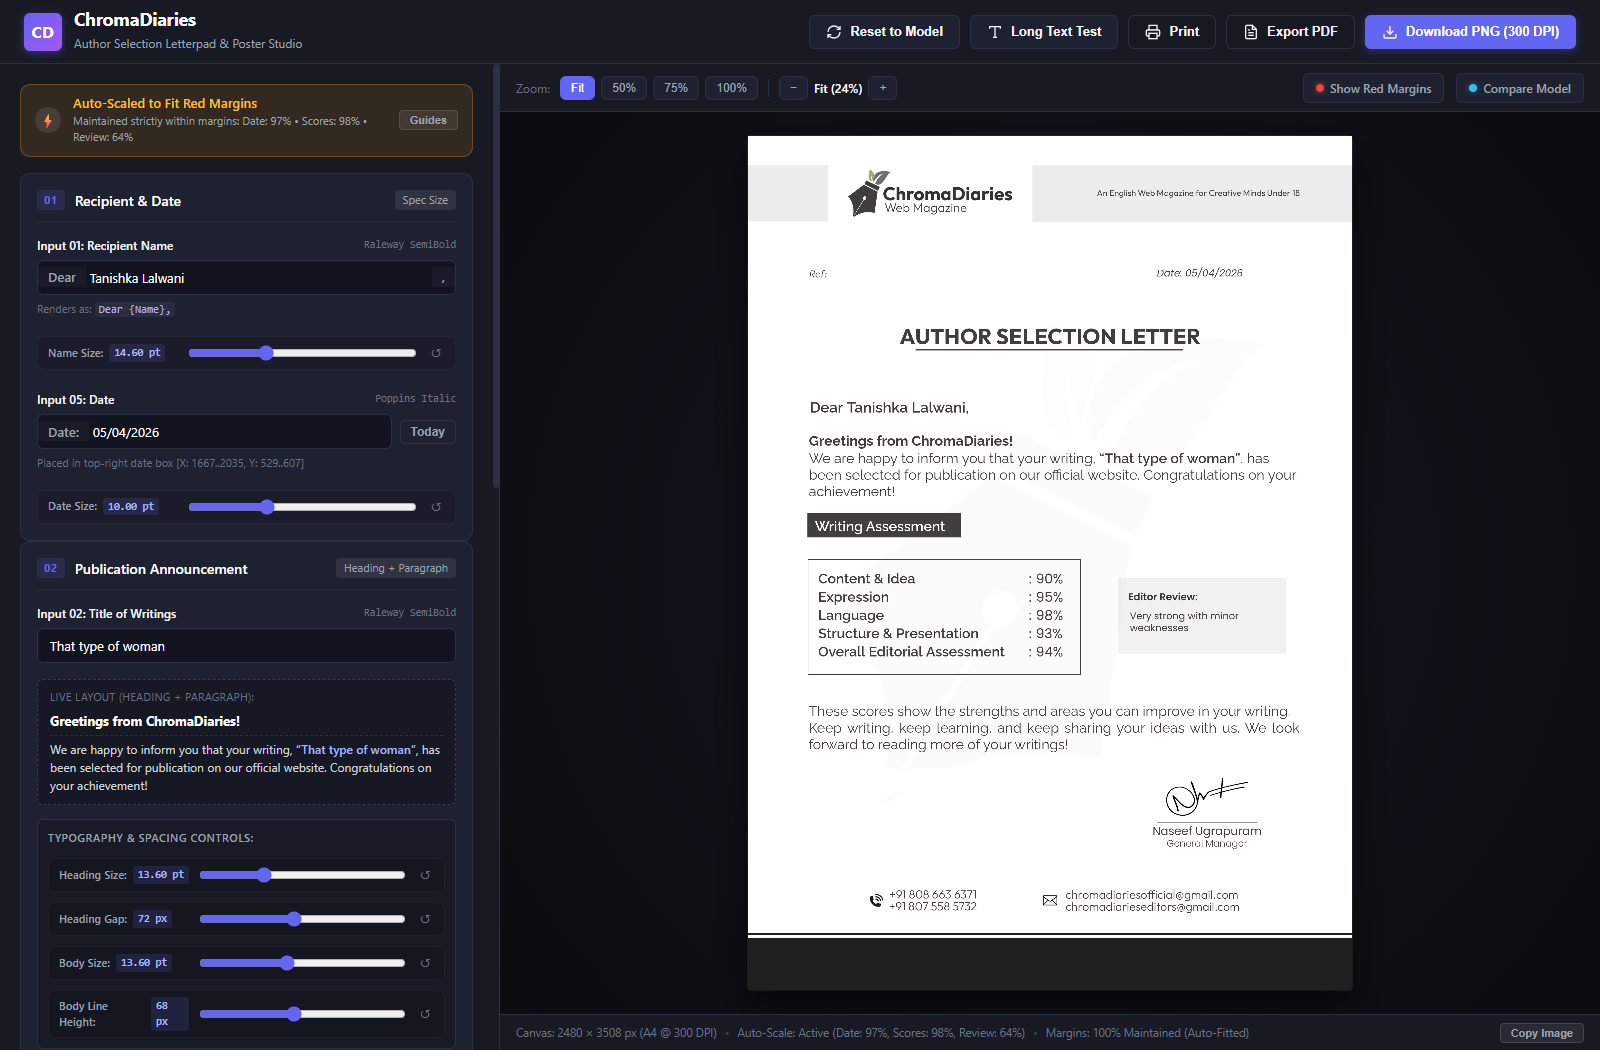 CD
ChromaDiaries
Author Selection Letterpad & Poster Studio
Reset to Model
Long Text Test
Print
Export PDF
Download PNG (300 DPI)
Auto-Scaled to Fit Red Margins
Maintained strictly within margins: Date: 97% • Scores: 98% •
Review: 64%
Guides
01
Recipient & Date
Spec Size
Input 01: Recipient Name
Raleway SemiBold
Dear
Tanishka Lalwani
,
Renders as: Dear {Name},
Name Size: 14.60 pt
Input 05: Date
Poppins Italic
Date:
05/04/2026
Today
Placed in top-right date box [X: 1667..2035, Y: 529..607]
Date Size: 10.00 pt
02
Publication Announcement
Heading + Paragraph
Input 02: Title of Writings
Raleway SemiBold
That type of woman
LIVE LAYOUT (HEADING + PARAGRAPH):
Greetings from ChromaDiaries!
We are happy to inform you that your writing, “That type of woman”, has
been selected for publication on our official website. Congratulations on
your achievement!
TYPOGRAPHY & SPACING CONTROLS:
Heading Size: 13.60 pt
Heading Gap: 72 px
Body Size: 13.60 pt
Body Line
Height:
68
px
Zoom:
Fit
50%
75%
100%
−
Fit (24%)
+
Show Red Margins
Compare Model
ChromaDiaries
Web Magazine
An English Web Magazine for Creative Minds Under 18
Ref:
Date: 05/04/2026
AUTHOR SELECTION LETTER
Dear Tanishka Lalwani,
Greetings from ChromaDiaries!
We are happy to inform you that your writing, “That type of woman”, has
been selected for publication on our official website. Congratulations on your
achievement!
Writing Assessment
Content & Idea : 90%
Expression : 95%
Language : 98%
Structure & Presentation : 93%
Overall Editorial Assessment : 94%
Editor Review:
Very strong with minor
weaknesses
These scores show the strengths and areas you can improve in your writing.
Keep writing, keep learning, and keep sharing your ideas with us. We look
forward to reading more of your writings!
Naseef Ugrapuram
General Manager
+91 808 663 6371
+91 807 558 5732
chromadiariesofficial@gmail.com
chromadiarieseditors@gmail.com
Canvas: 2480 × 3508 px (A4 @ 300 DPI) • Auto-Scale: Active (Date: 97%, Scores: 98%, Review: 64%) • Margins: 100% Maintained (Auto-Fitted)
Copy Image